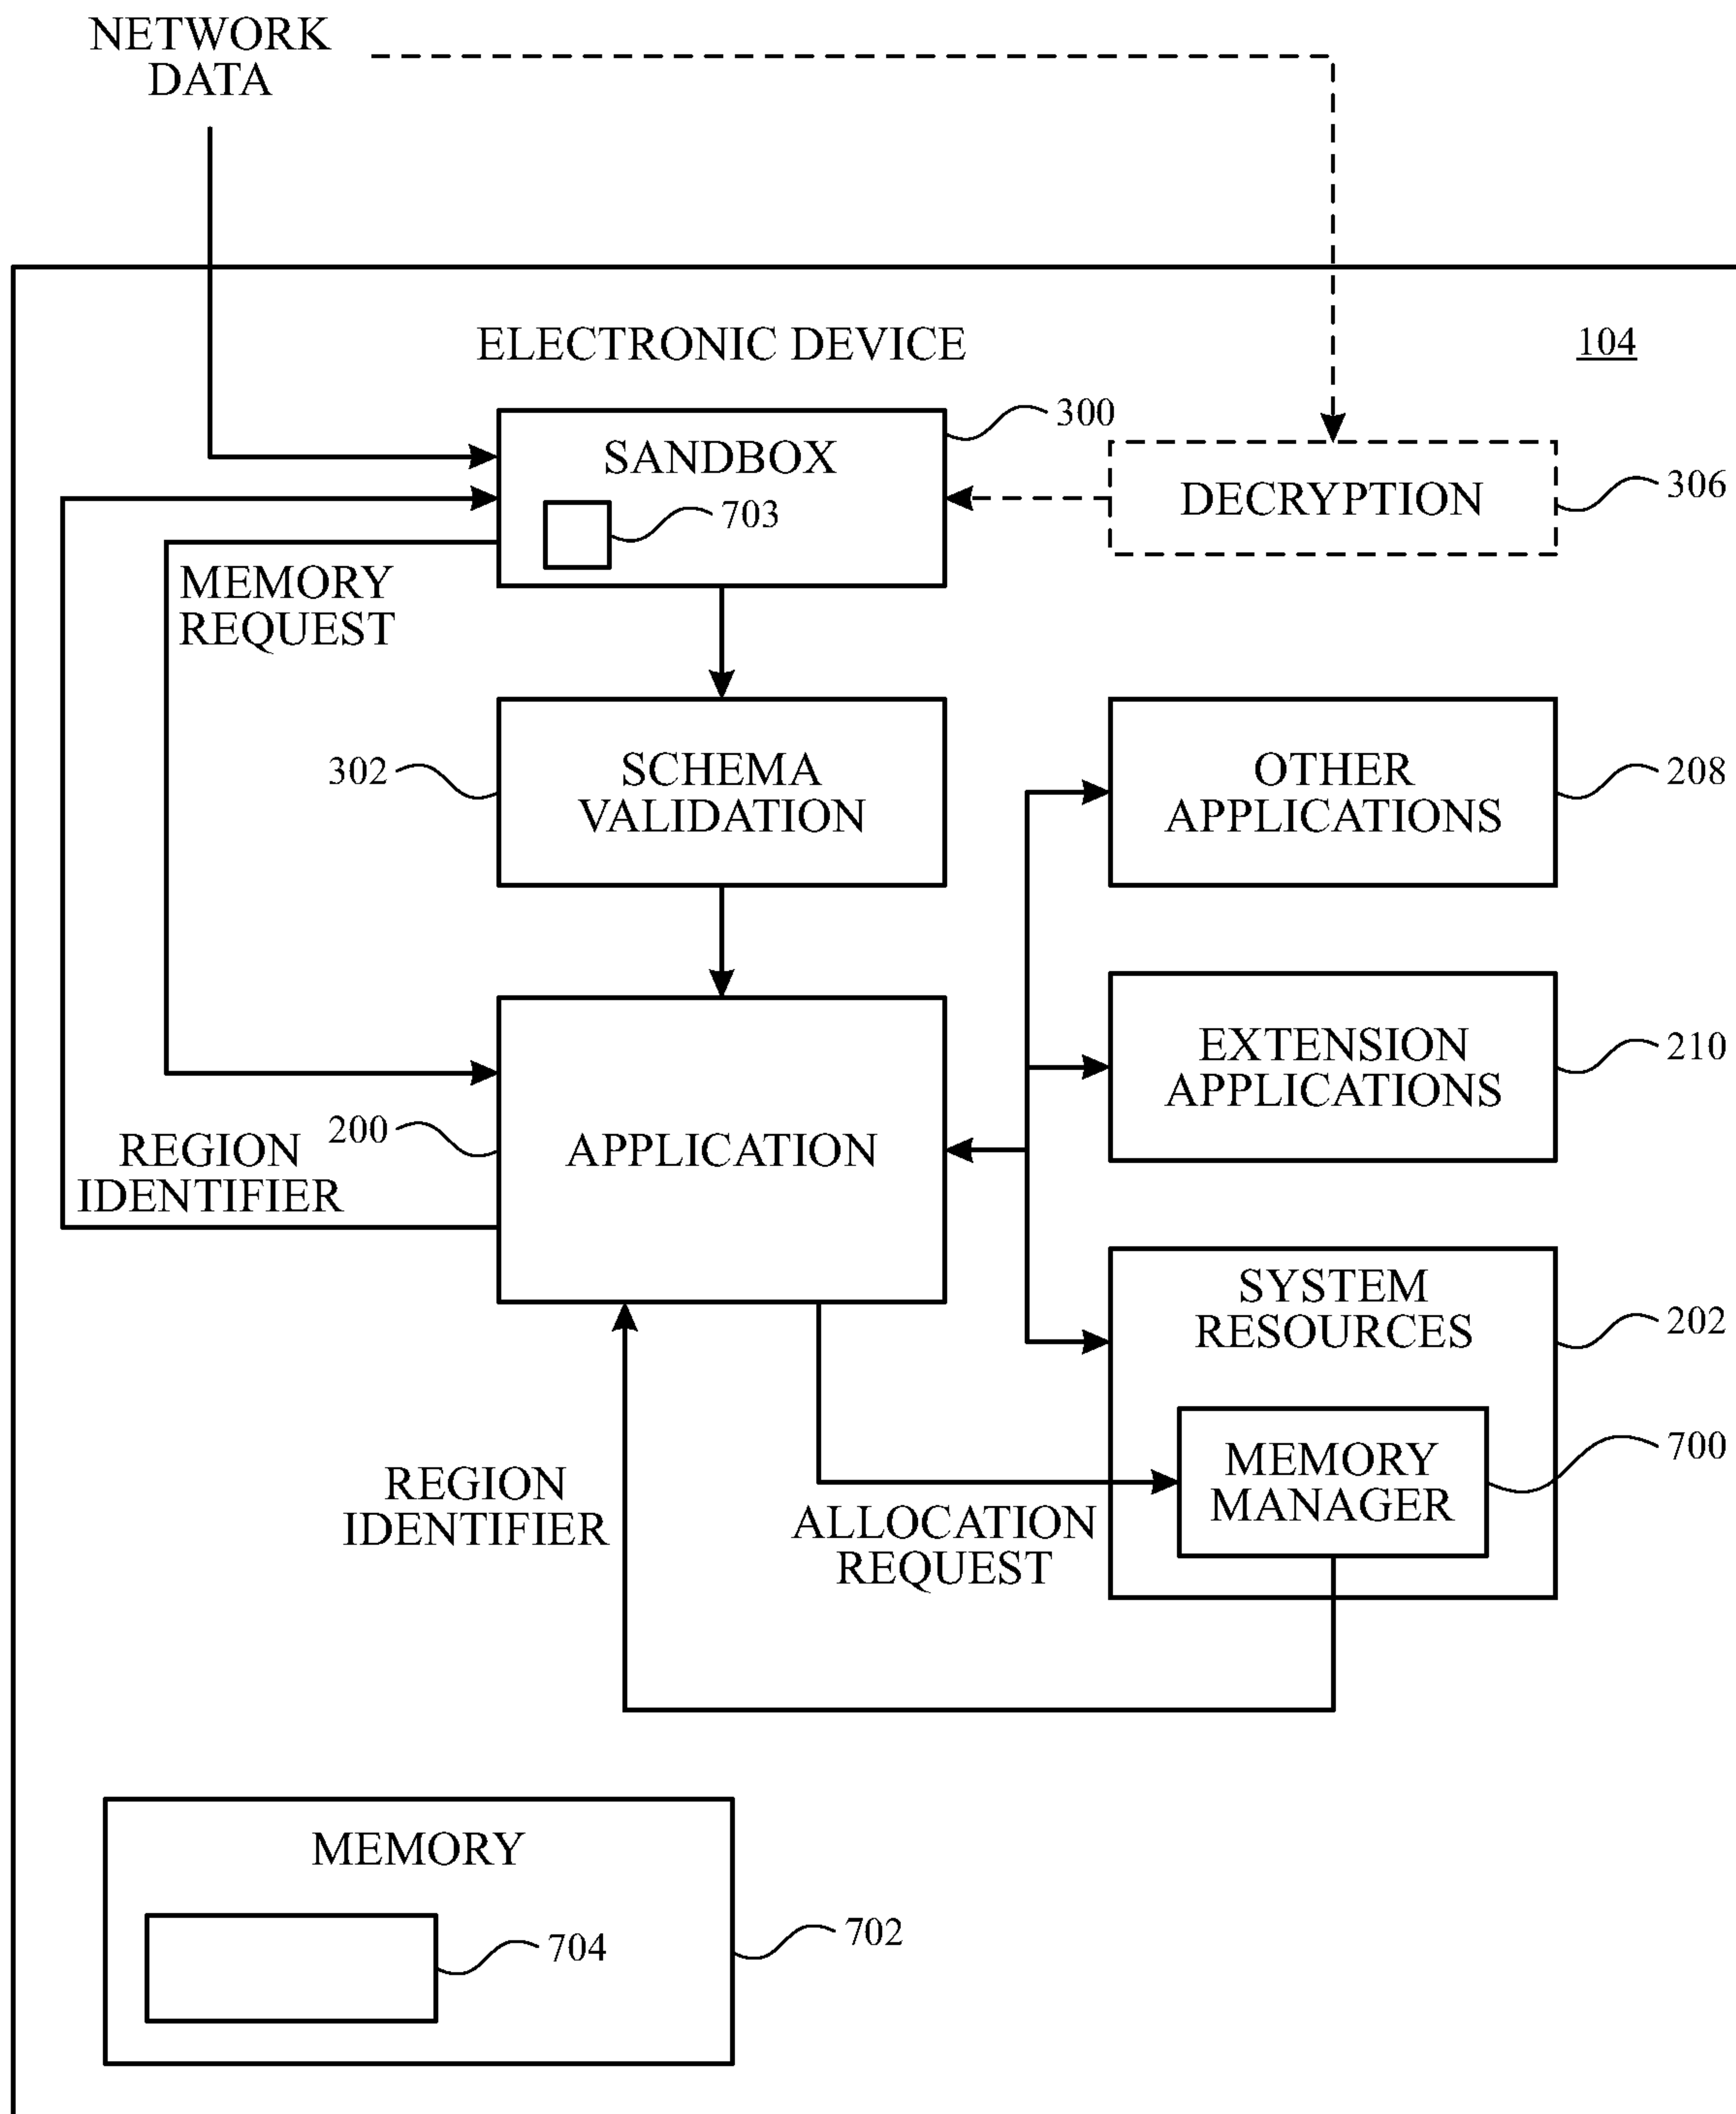 NETWORK
DATA
ELECTRONIC DEVICE
104
300
SANDBOX
703
DECRYPTION
306
MEMORY
REQUEST
302
SCHEMA
VALIDATION
OTHER
APPLICATIONS
208
EXTENSION
APPLICATIONS
210
200
APPLICATION
REGION
IDENTIFIER
SYSTEM
RESOURCES
202
MEMORY
MANAGER
700
REGION
IDENTIFIER
ALLOCATION
REQUEST
MEMORY
702
704